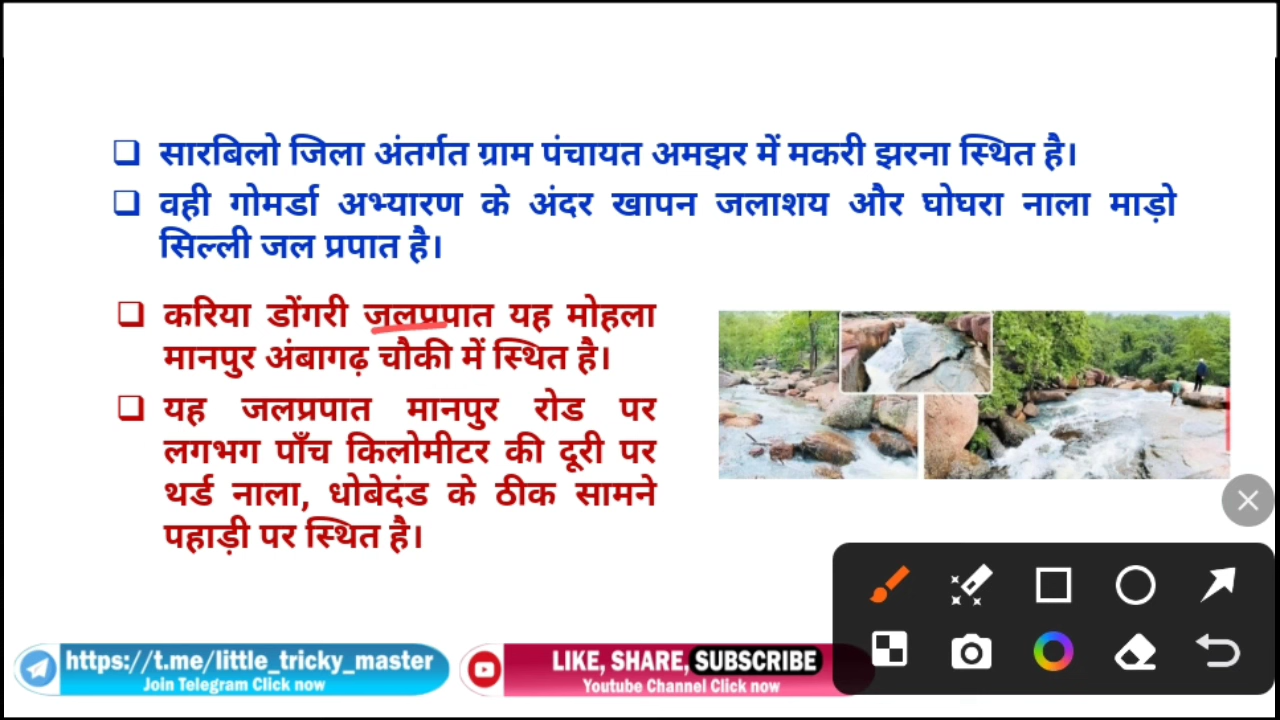 सारबिलो जिला अंतर्गत ग्राम पंचायत अमझर में मकरी झरना स्थित है।
वही गोमर्डा अभ्यारण के अंदर खापन जलाशय और घोघरा नाला माड़ो
सिल्ली जल प्रपात है।
करिया डोंगरी जलप्रपात यह मोहला
मानपुर अंबागढ़ चौकी में स्थित है।
यह जलप्रपात मानपुर रोड पर
लगभग पाँच किलोमीटर की दूरी पर
थर्ड नाला, धोबेदंड के ठीक सामने
पहाड़ी पर स्थित है।
https://t.me/little_tricky_master
Join Telegram Click now
LIKE, SHARE, SUBSCRIBE
Youtube Channel Click now